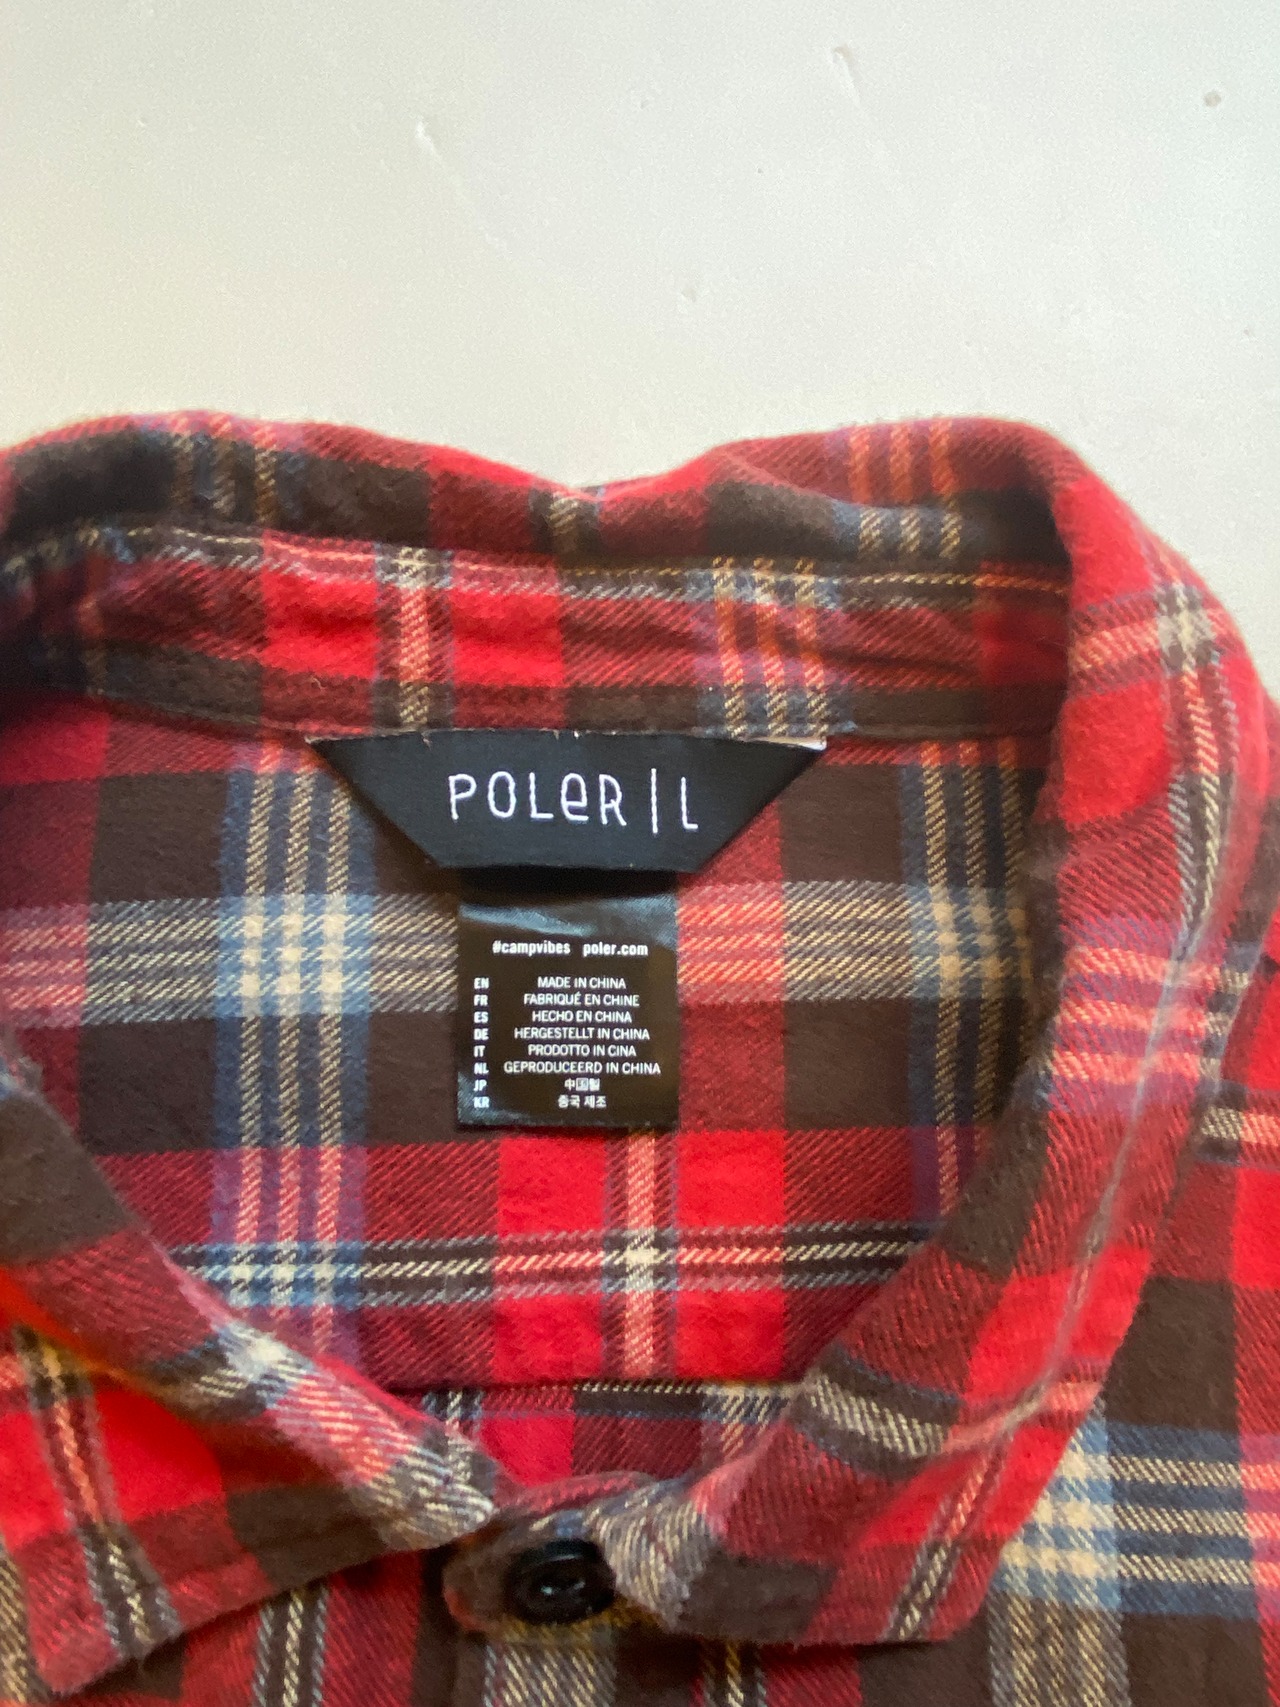 POLeR | L
#campvibes poler.com
EN MADE IN CHINA
FR FABRIQUÉ EN CHINE
ES HECHO EN CHINA
DE HERGESTELLT IN CHINA
IT PRODOTTO IN CINA
NL GEPRODUCEERD IN CHINA
JP 中国製
KR 중국 제조